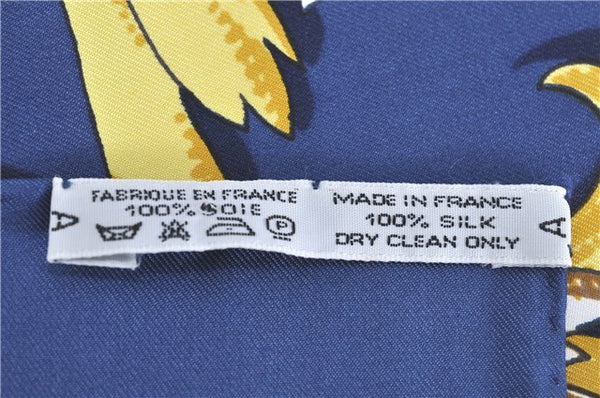 FABRIQUE EN FRANCE
100% SOIE
MADE IN FRANCE
100% SILK
DRY CLEAN ONLY
A
A
P